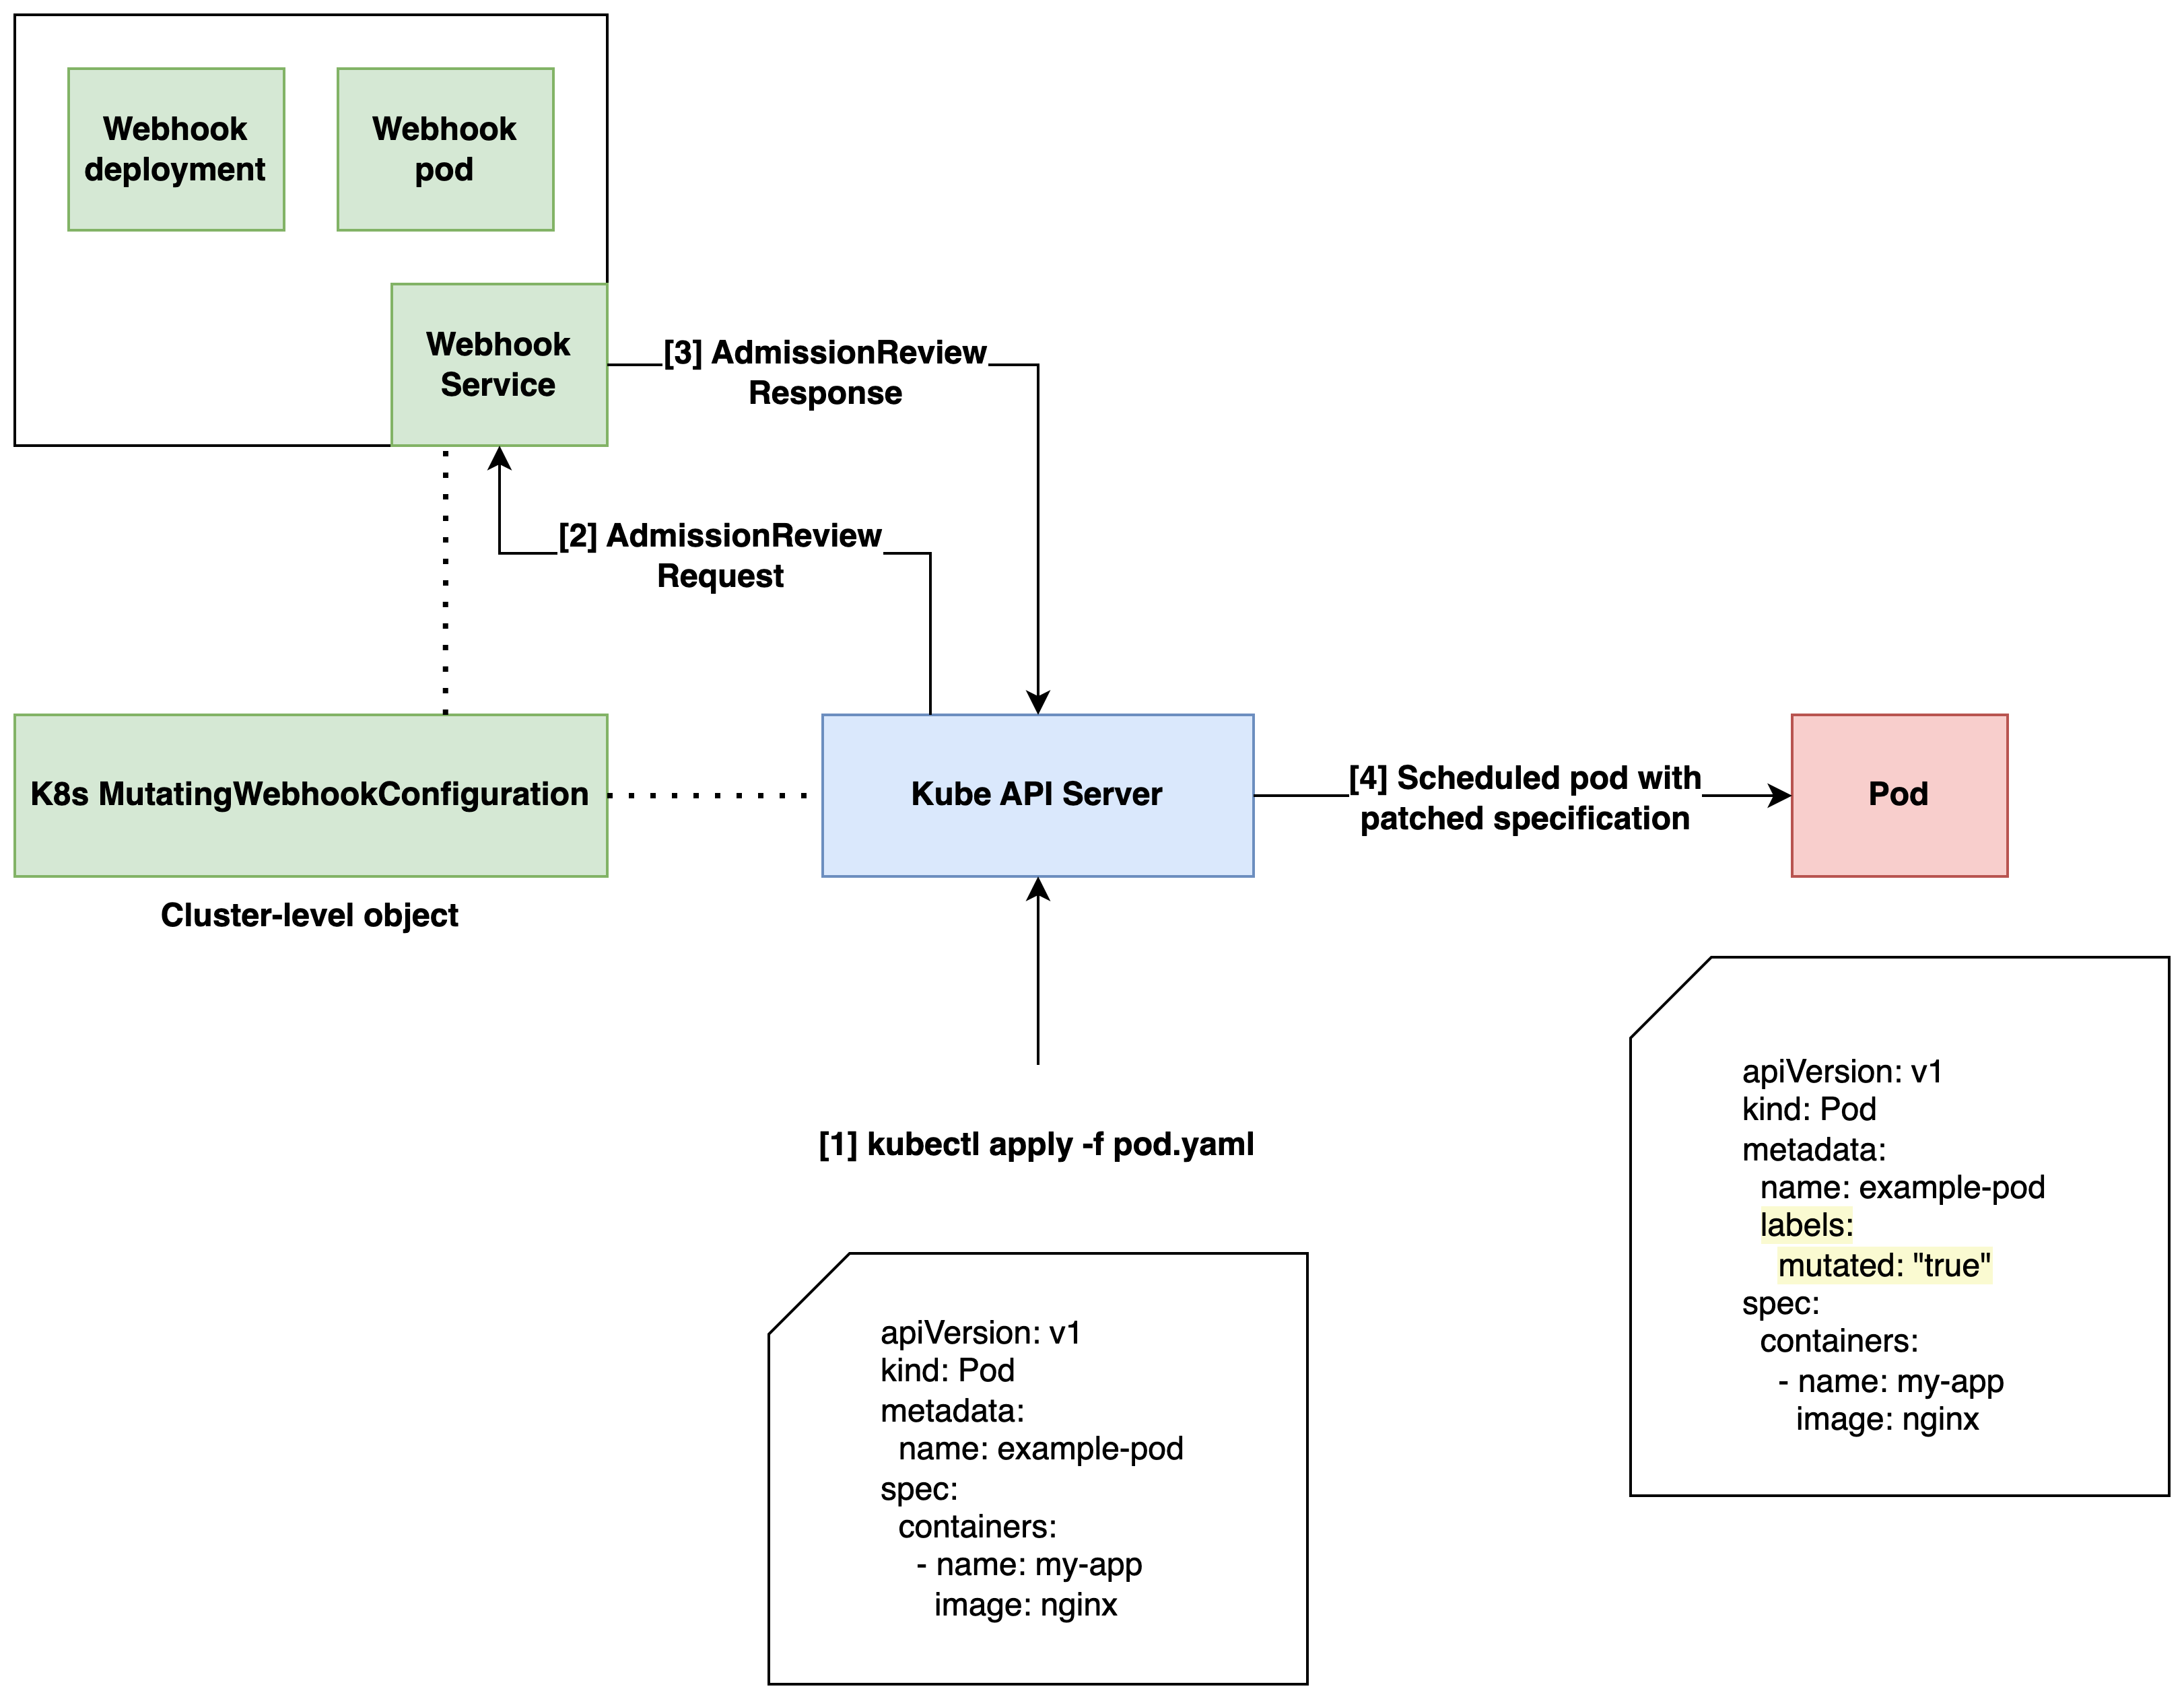 Webhook
deployment
Webhook
pod
Webhook
Service
[3] AdmissionReview
Response
[2] AdmissionReview
Request
K8s MutatingWebhookConfiguration
Cluster-level object
Kube API Server
[4] Scheduled pod with
patched specification
Pod
[1] kubectl apply -f pod.yaml
apiVersion: v1
kind: Pod
metadata:
  name: example-pod
spec:
  containers:
    - name: my-app
      image: nginx
apiVersion: v1
kind: Pod
metadata:
  name: example-pod
  labels:
    mutated: "true"
spec:
  containers:
    - name: my-app
      image: nginx